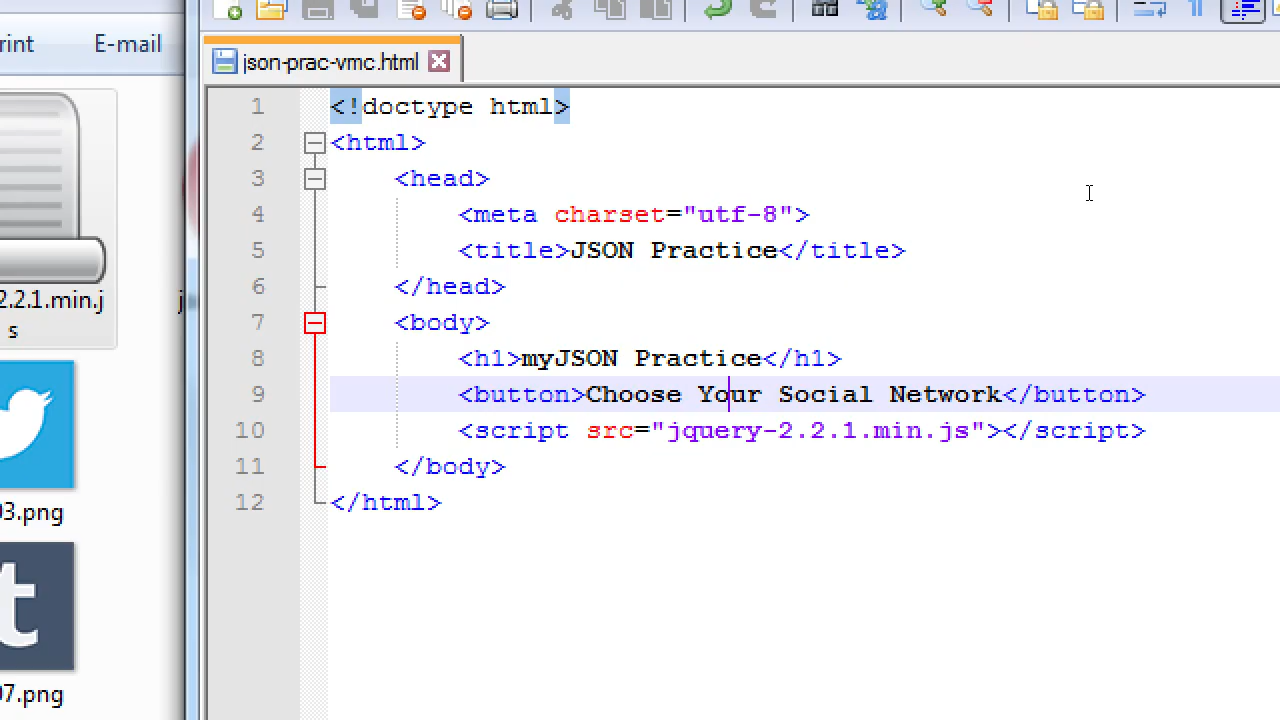 rint
E-mail
2.2.1.min.j
s
j
03.png
t
07.png
json-prac-vmc.html
1 <!doctype html>
2 <html>
3 <head>
4 <meta charset="utf-8">
5 <title>JSON Practice</title>
6 </head>
7 <body>
8 <h1>myJSON Practice</h1>
9 <button>Choose Your Social Network</button>
10 <script src="jquery-2.2.1.min.js"></script>
11 </body>
12 </html>